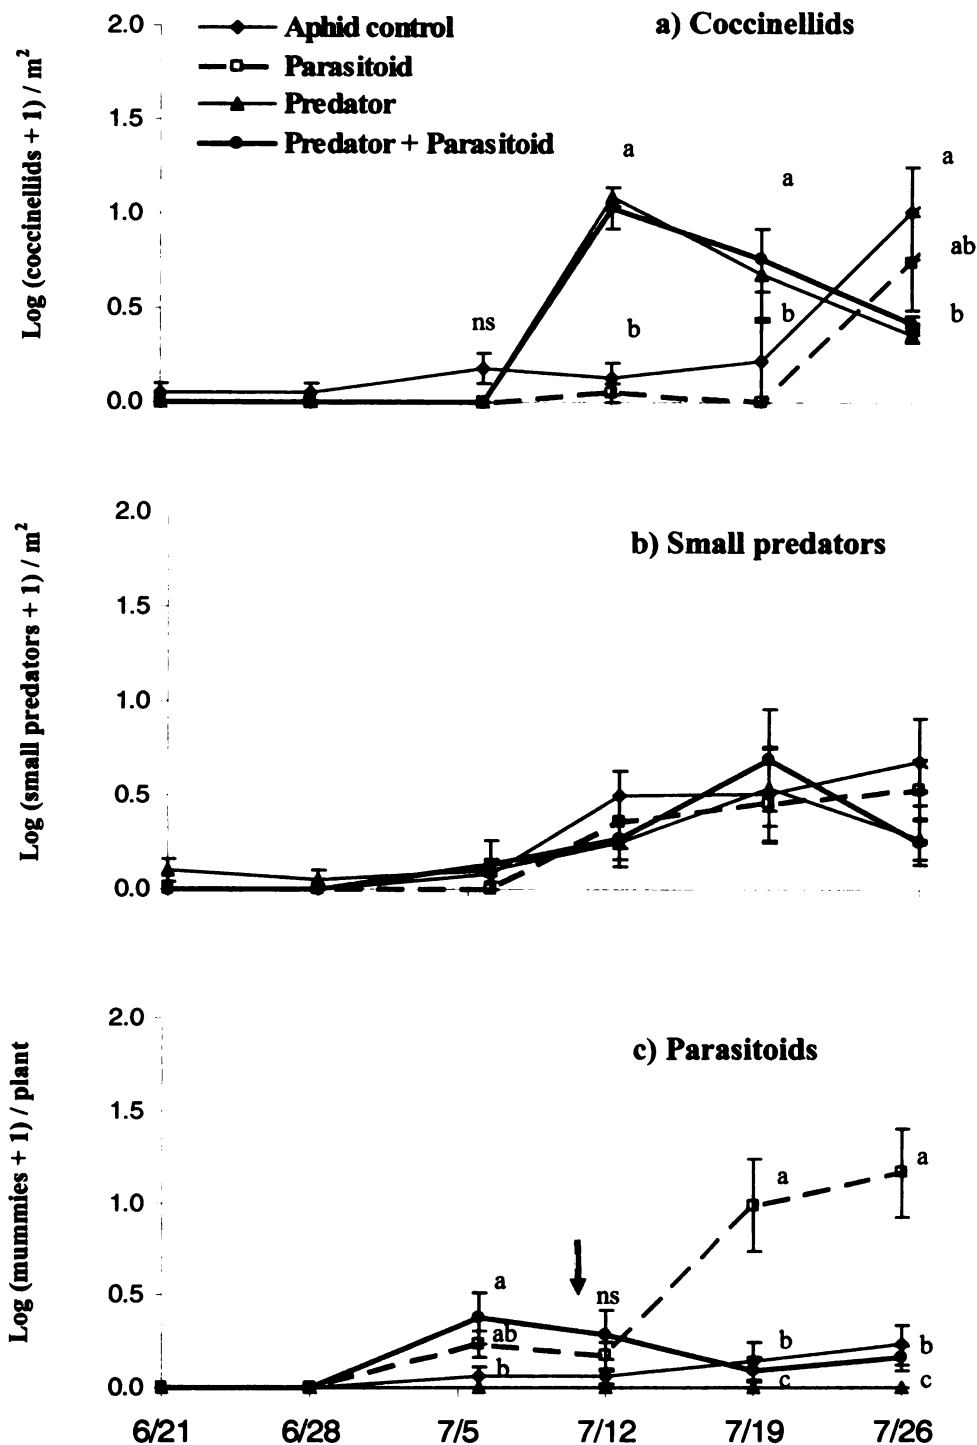 a) Coccinellids
Aphid control
Parasitoid
Predator
Predator + Parasitoid
Log (coccinellids + 1) / m²
2.0
1.5
1.0
0.5
0.0
ns
a
b
a
b
a
ab
b
b) Small predators
Log (small predators + 1) / m²
2.0
1.5
1.0
0.5
0.0
c) Parasitoids
Log (mummies + 1) / plant
2.0
1.5
1.0
0.5
0.0
a
ab
b
ns
a
b
c
a
b
c
6/21 6/28 7/5 7/12 7/19 7/26